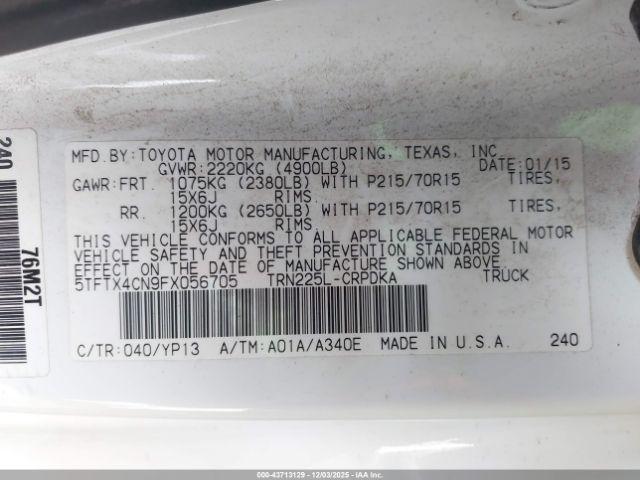 240
76M2T
MFD.BY:TOYOTA MOTOR MANUFACTURING, TEXAS, INC.
GVWR:2220KG (4900LB) DATE:01/15
GAWR:FRT. 1075KG (2380LB) WITH P215/70R15 TIRES,
15X6J RIMS
RR. 1200KG (2650LB) WITH P215/70R15 TIRES,
15X6J RIMS
THIS VEHICLE CONFORMS TO ALL APPLICABLE FEDERAL MOTOR
VEHICLE SAFETY AND THEFT PREVENTION STANDARDS IN
EFFECT ON THE DATE OF MANUFACTURE SHOWN ABOVE.
5TFTX4CN9FX056705 TRN225L-CRPDKA TRUCK
C/TR:040/YP13 A/TM:A01A/A340E MADE IN U.S.A. 240
000-43713129 - 12/03/2025 - PADDKA